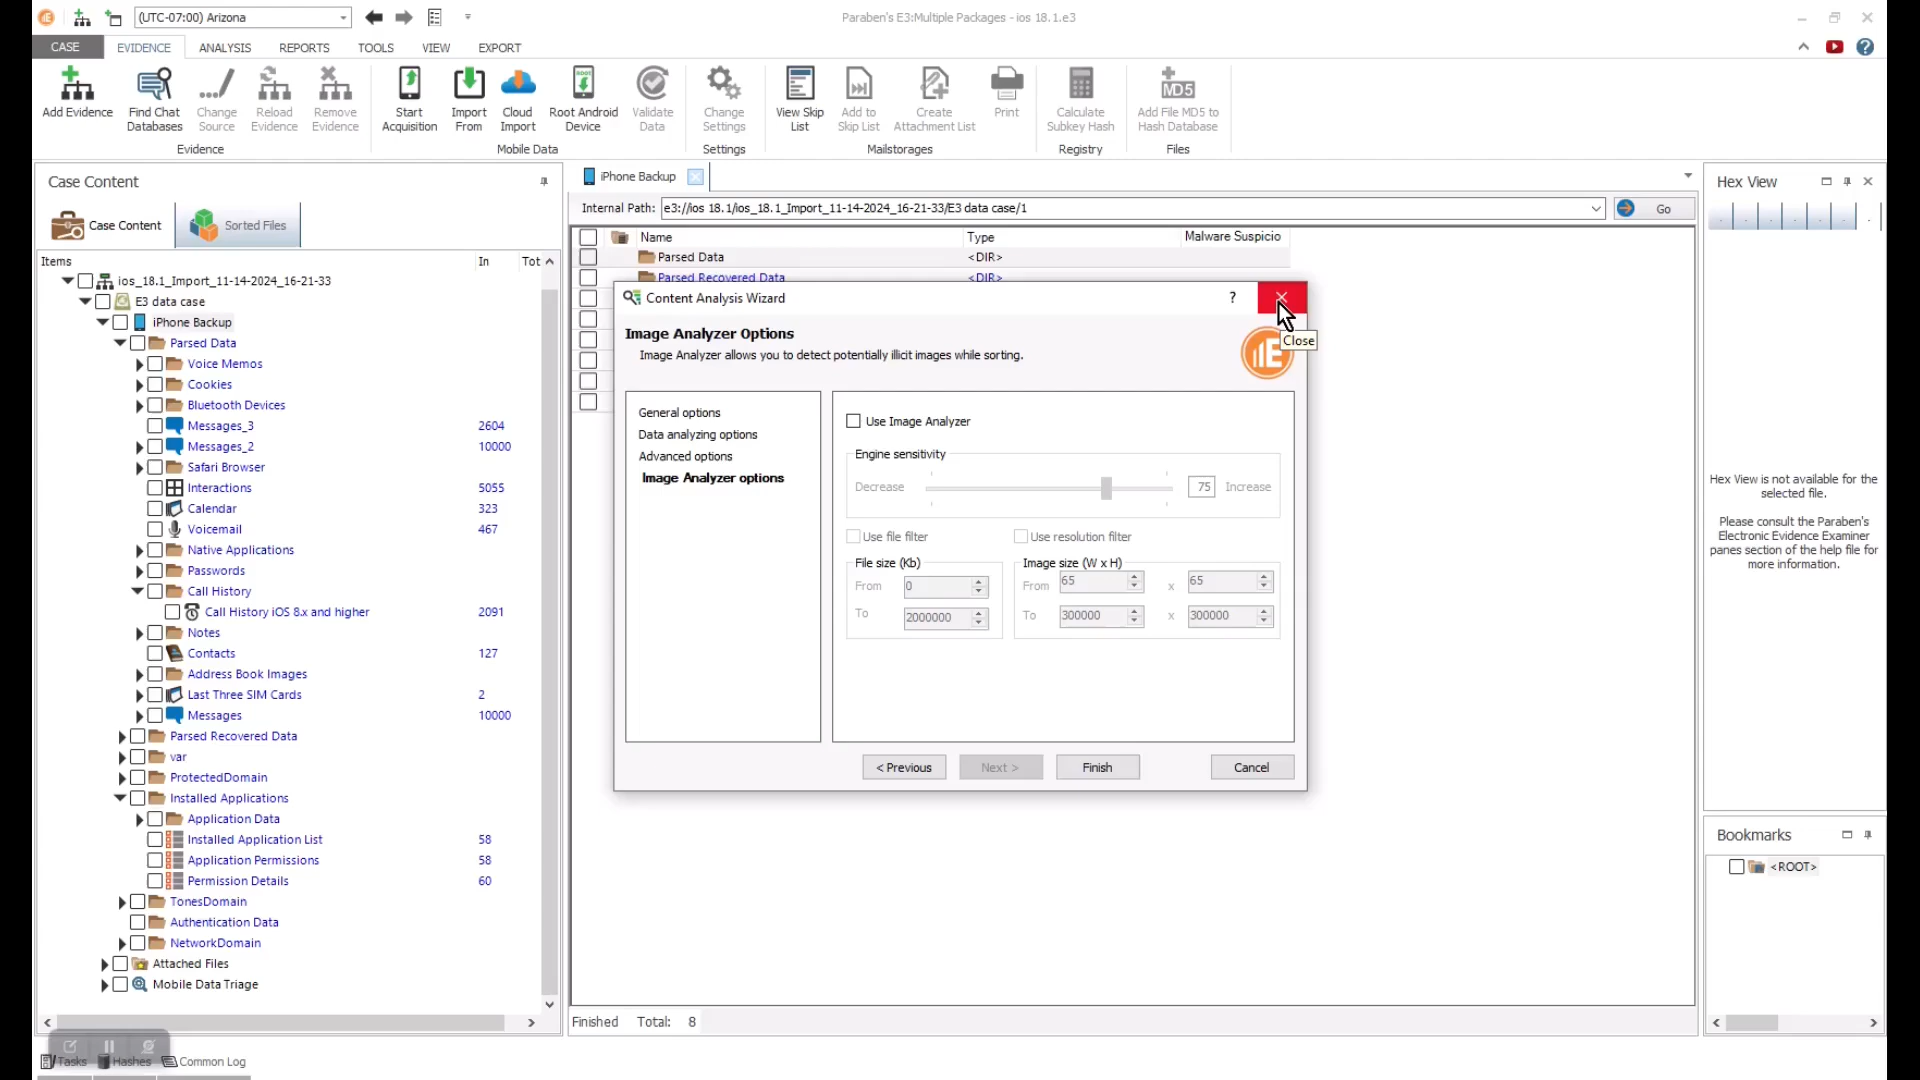 (UTC-07:00) Arizona
Paraben's E3:Multiple Packages - ios 18.1.e3
CASE
EVIDENCE
ANALYSIS
REPORTS
TOOLS
VIEW
EXPORT
Add Evidence
Find Chat
Databases
Change
Source
Reload
Evidence
Remove
Evidence
Evidence
Start
Acquisition
Import
From
Cloud
Import
ROOT
Root Android
Device
Validate
Data
Mobile Data
Change
Settings
Settings
View Skip
List
Add to
Skip List
Create
Attachment List
Print
Mailstorages
Calculate
Subkey Hash
Registry
MD5
Add File MD5 to
Hash Database
Files
Case Content
Case Content
Sorted Files
Items In Tot
ios_18.1_Import_11-14-2024_16-21-33
E3 data case
iPhone Backup
Parsed Data
Voice Memos
Cookies
Bluetooth Devices
Messages_3 2604
Messages_2 10000
Safari Browser
Interactions 5055
Calendar 323
Voicemail 467
Native Applications
Passwords
Call History
Call History iOS 8.x and higher 2091
Notes
Contacts 127
Address Book Images
Last Three SIM Cards 2
Messages 10000
Parsed Recovered Data
var
ProtectedDomain
Installed Applications
Application Data
Installed Application List 58
Application Permissions 58
Permission Details 60
TonesDomain
Authentication Data
NetworkDomain
Attached Files
Mobile Data Triage
Tasks
Hashes
Common Log
iPhone Backup
Internal Path: e3://ios 18.1/ios_18.1_Import_11-14-2024_16-21-33/E3 data case/1
Go
Name Type Malware Suspicio
Parsed Data <DIR>
Parsed Recovered Data <DIR>
Content Analysis Wizard
?
Close
Image Analyzer Options
Image Analyzer allows you to detect potentially illicit images while sorting.
General options
Data analyzing options
Advanced options
Image Analyzer options
Use Image Analyzer
Engine sensitivity
Decrease 75 Increase
Use file filter
Use resolution filter
File size (Kb)
From 0
To 2000000
Image size (W x H)
From 65 x 65
To 300000 x 300000
< Previous
Next >
Finish
Cancel
Finished Total: 8
Hex View
Hex View is not available for the
selected file.
Please consult the Paraben's
Electronic Evidence Examiner
panes section of the help file for
more information.
Bookmarks
<ROOT>